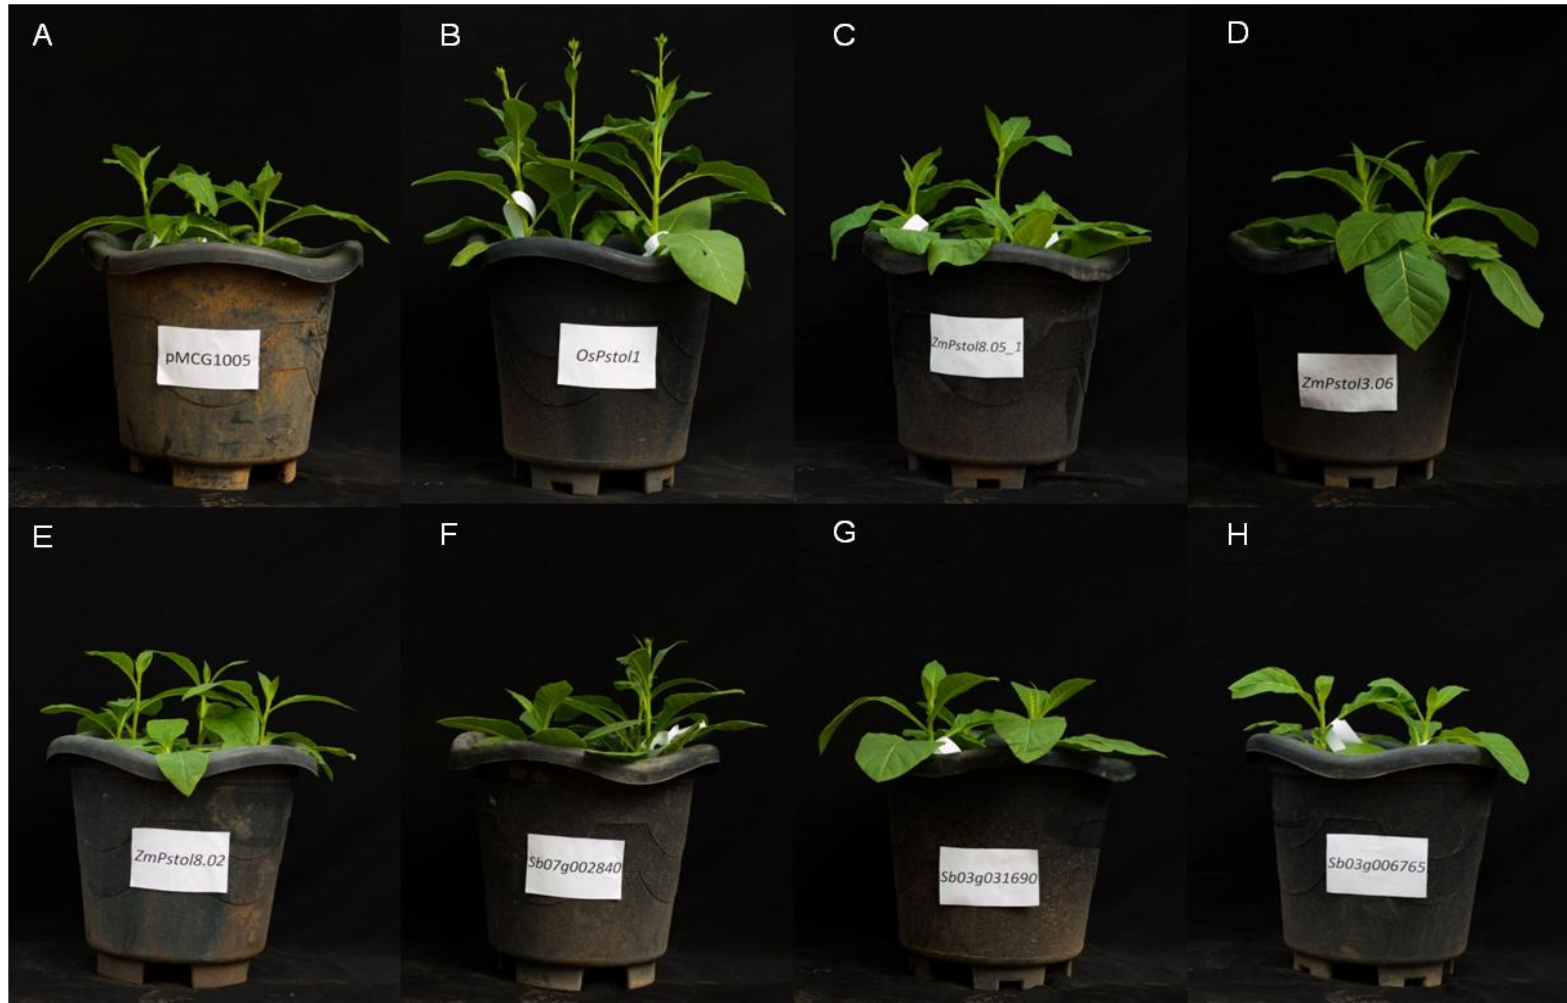 A
B
C
D
pMCG1005
OsPstol1
ZmPstol8.05_1
ZmPstol3.06
E
F
G
H
ZmPstol8.02
Sb07g002840
Sb03g031690
Sb03g006765